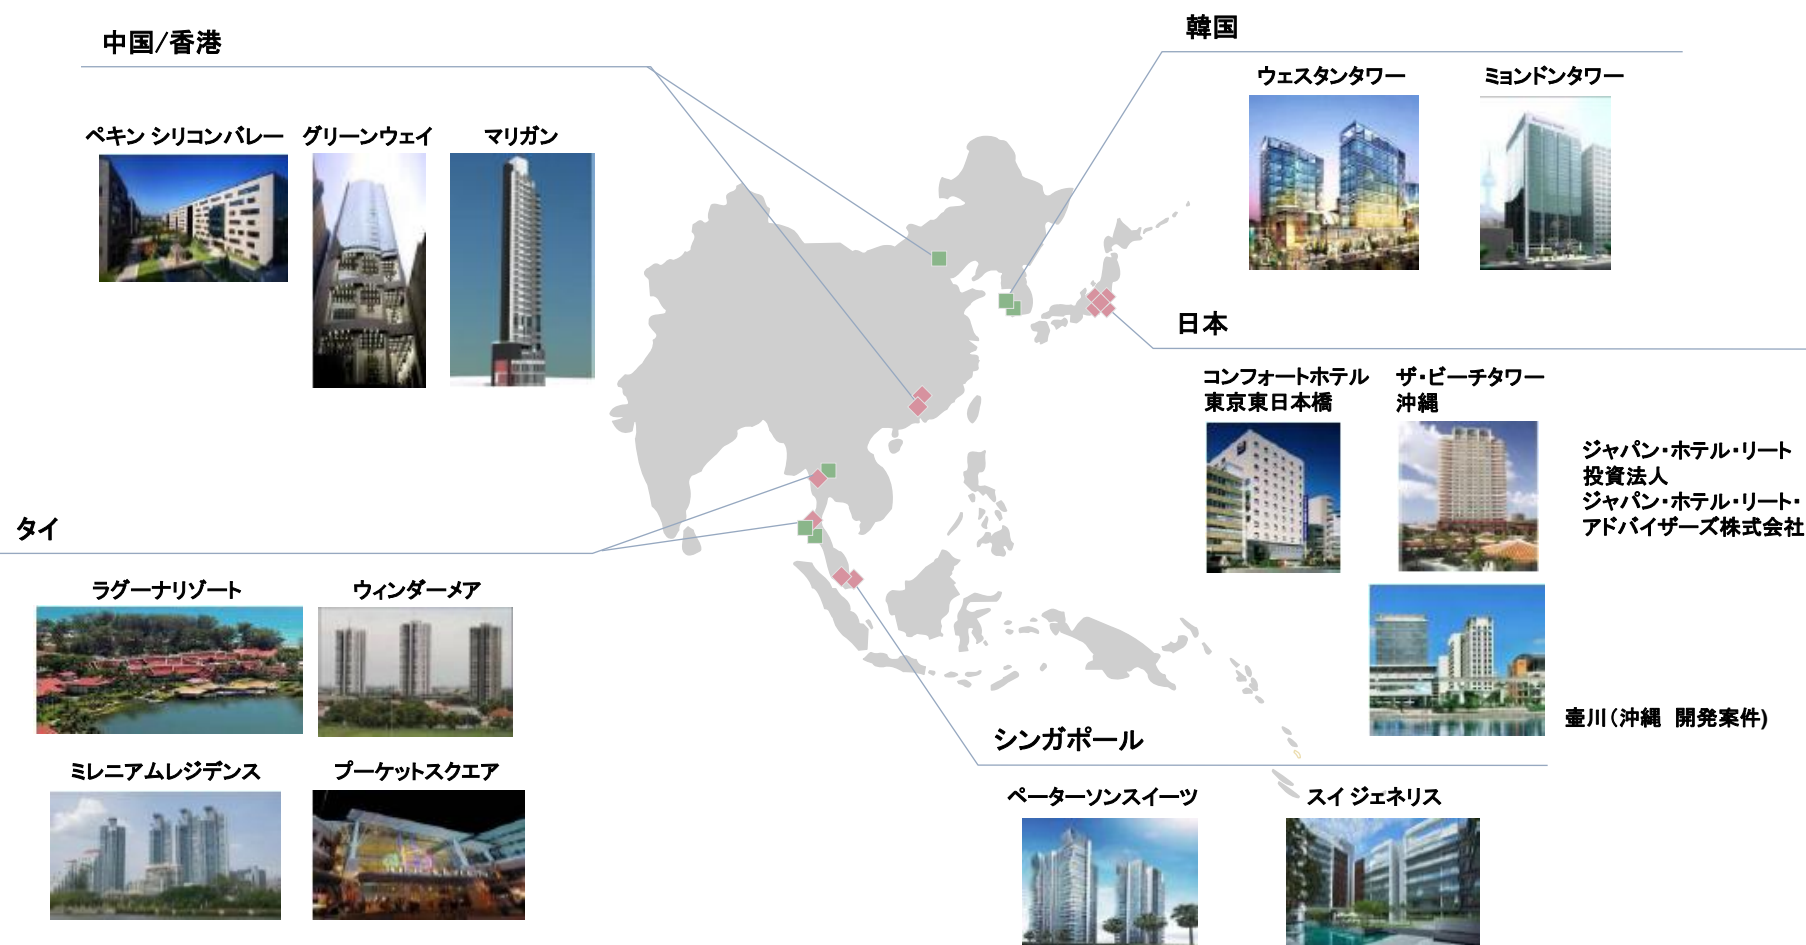 中国/香港
ペキン シリコンバレー
グリーンウェイ
マリガン
韓国
ウェスタンタワー
ミョンドンタワー
日本
コンフォートホテル
東京東日本橋
ザ・ビーチタワー
沖縄
ジャパン・ホテル・リート
投資法人
ジャパン・ホテル・リート・
アドバイザーズ株式会社
壷川（沖縄　開発案件)
タイ
ラグーナリゾート
ウィンダーメア
ミレニアムレジデンス
プーケットスクエア
シンガポール
ペーターソンスイーツ
スイ ジェネリス